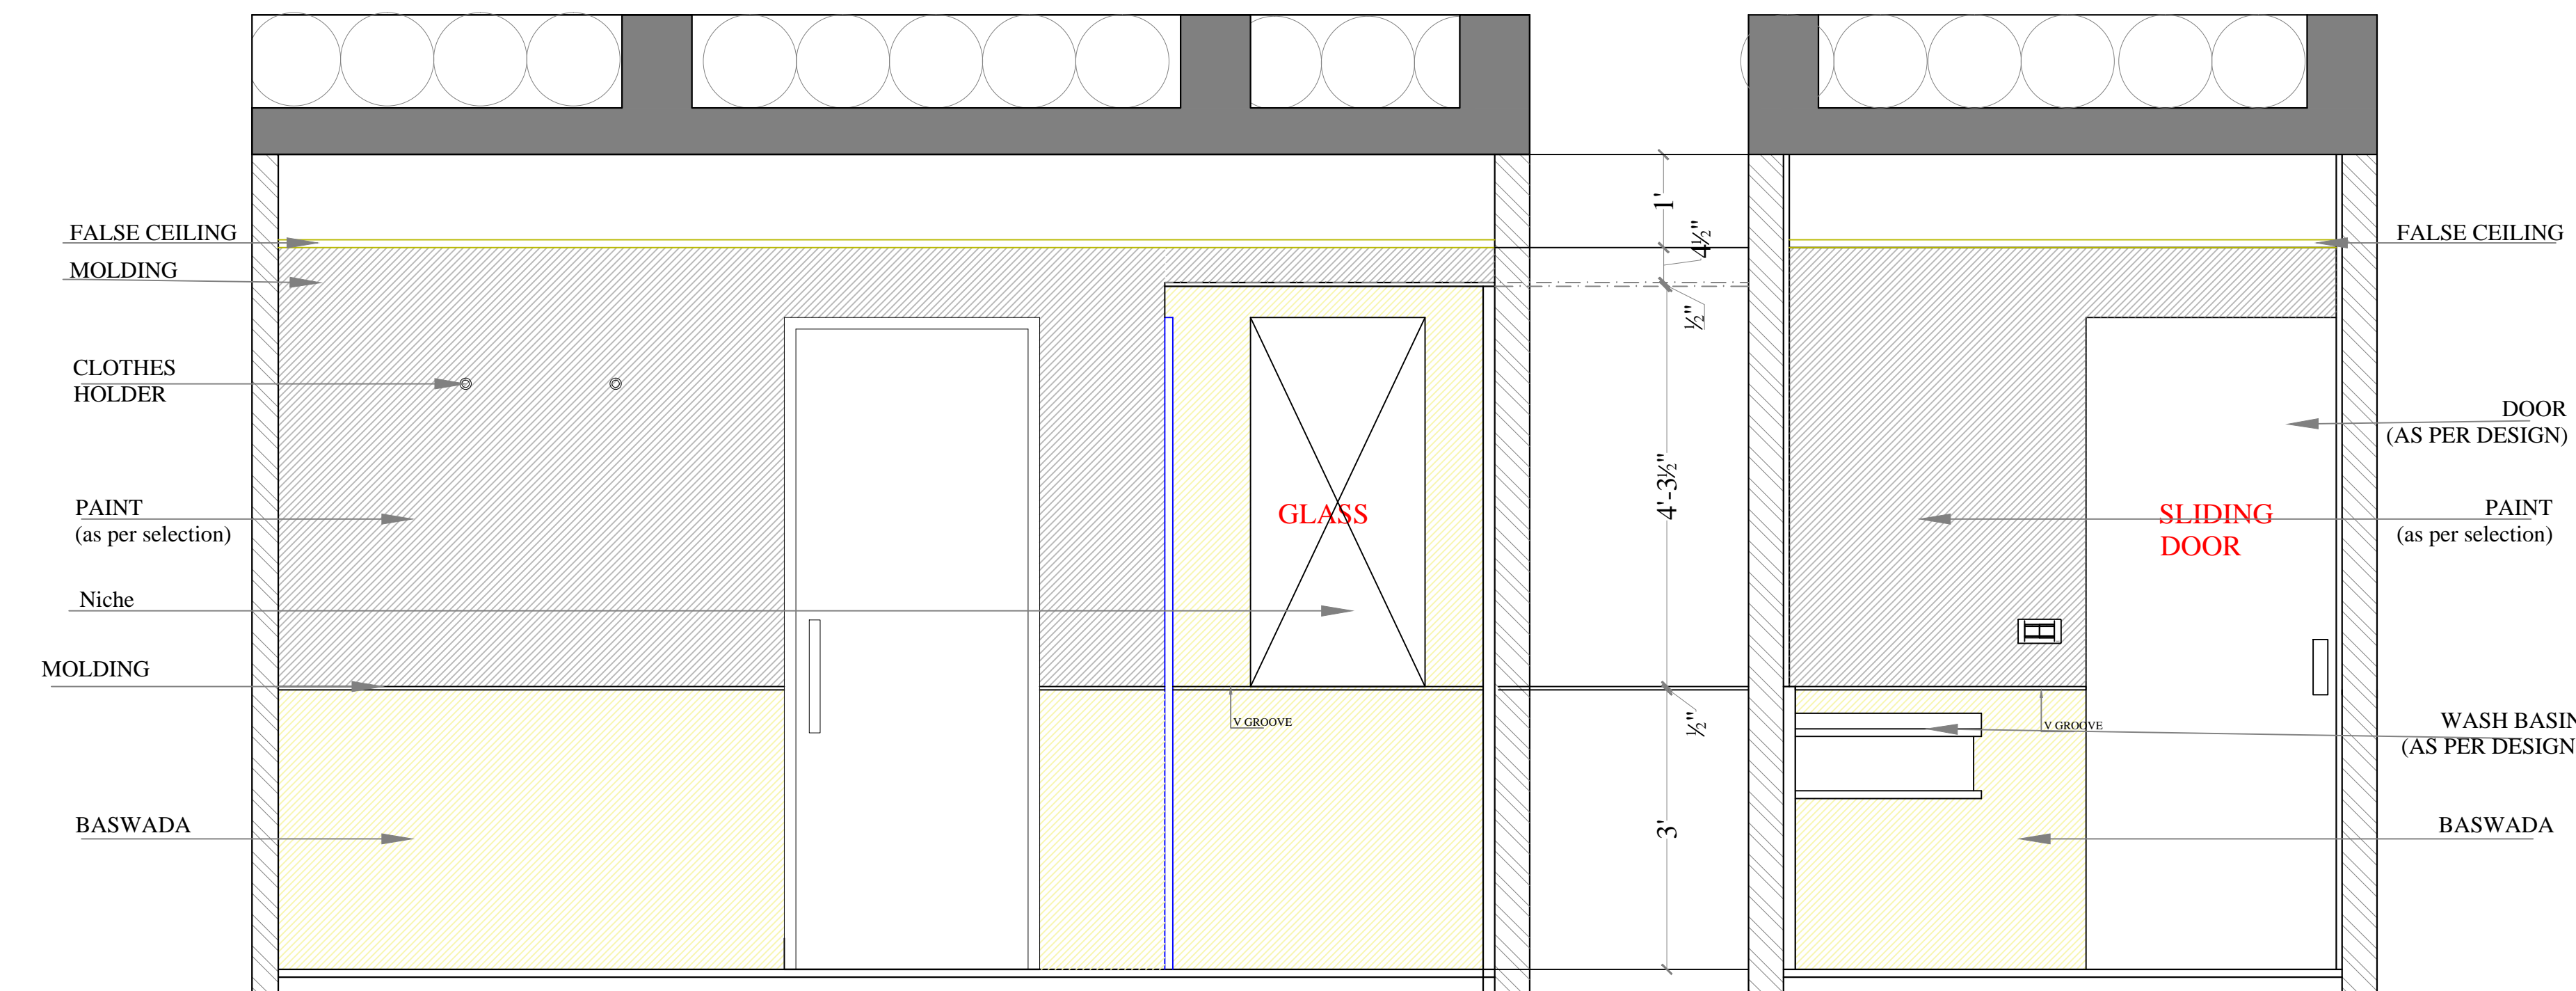 FALSE CEILING
MOLDING
CLOTHES
HOLDER
PAINT
(as per selection)
Niche
MOLDING
BASWADA
GLASS
V GROOVE
1'
4½"
½"
4'-3½"
½"
3'
SLIDING
DOOR
V GROOVE
FALSE CEILING
DOOR
(AS PER DESIGN)
PAINT
(as per selection)
WASH BASIN
(AS PER DESIGN
BASWADA